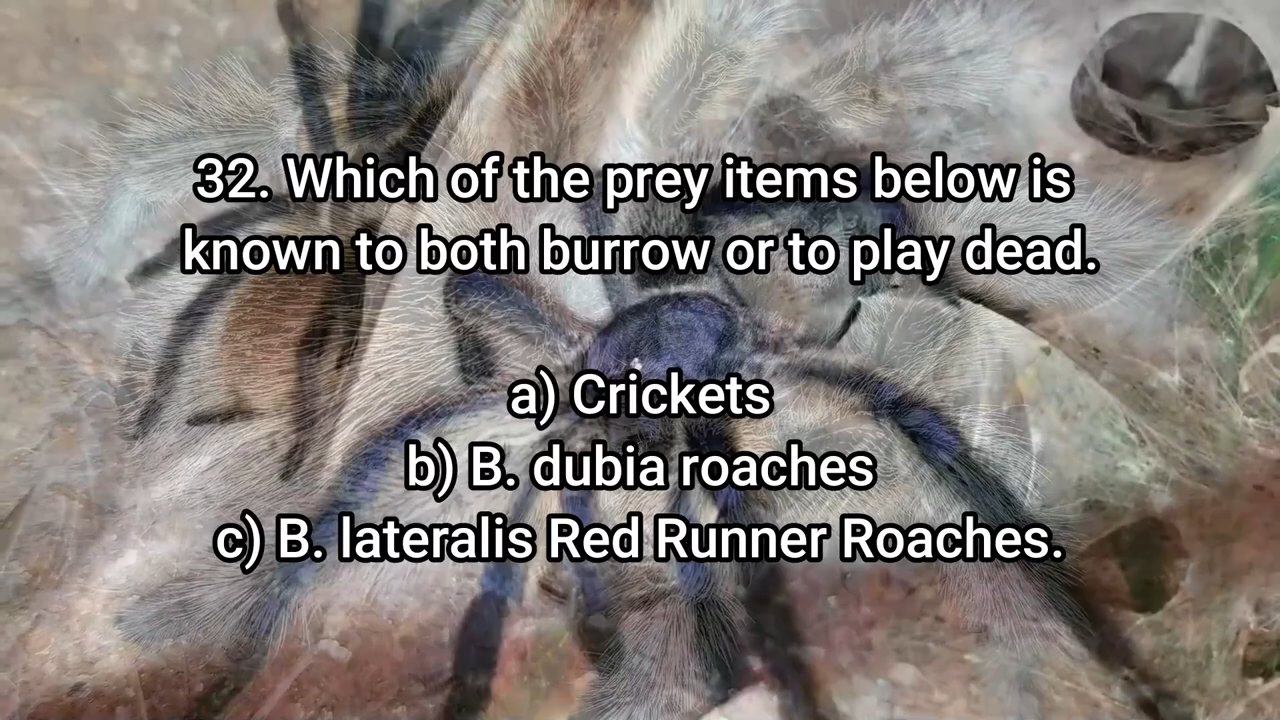 32. Which of the prey items below is
known to both burrow or to play dead.
a) Crickets
b) B. dubia roaches
c) B. lateralis Red Runner Roaches.